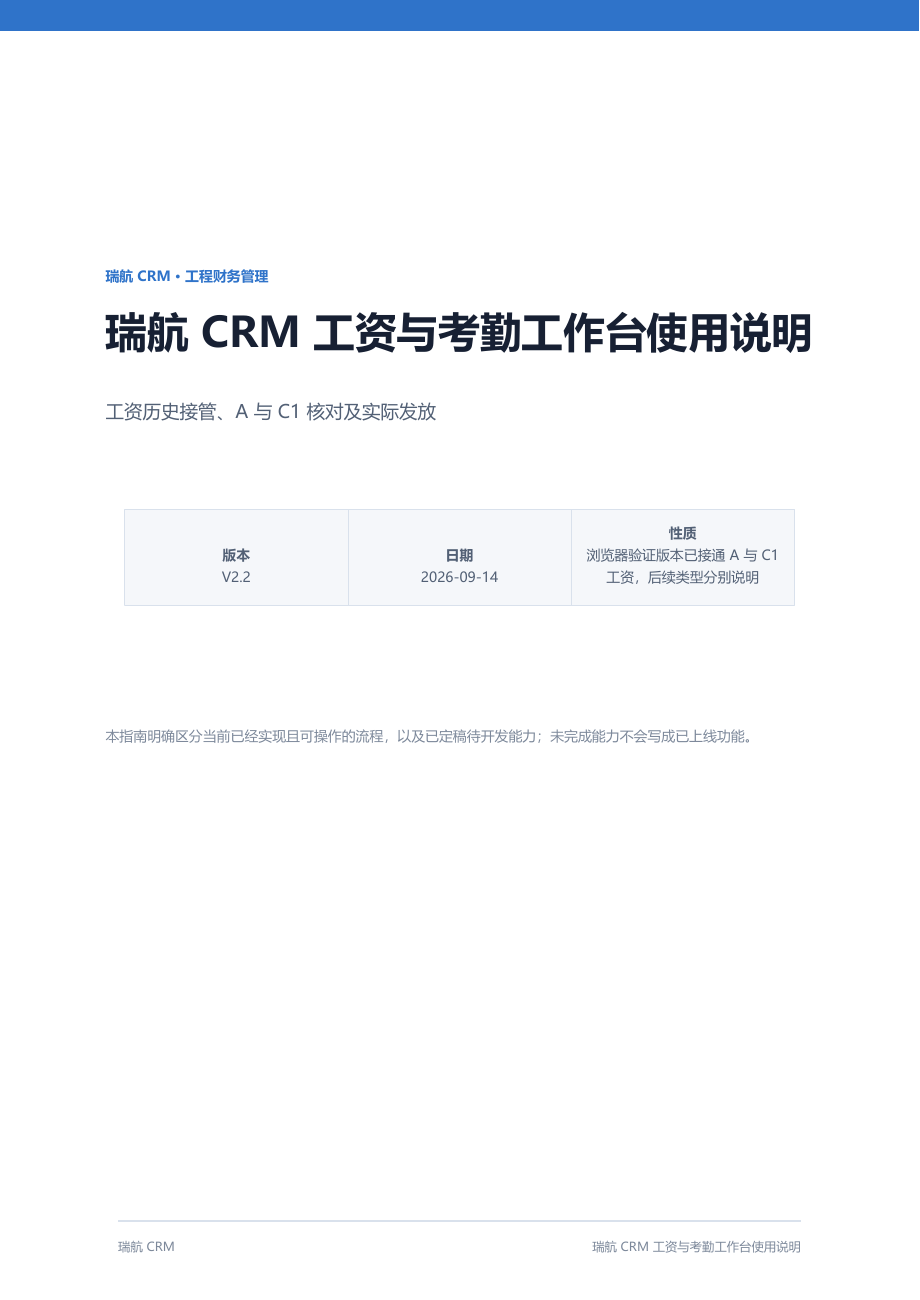 瑞航 CRM · 工程财务管理
瑞航 CRM 工资与考勤工作台使用说明
工资历史接管、A 与 C1 核对及实际发放
版本
V2.2
日期
2026-09-14
性质
浏览器验证版本已接通 A 与 C1
工资，后续类型分别说明
本指南明确区分当前已经实现且可操作的流程，以及已定稿待开发能力；未完成能力不会写成已上线功能。
瑞航 CRM
瑞航 CRM 工资与考勤工作台使用说明